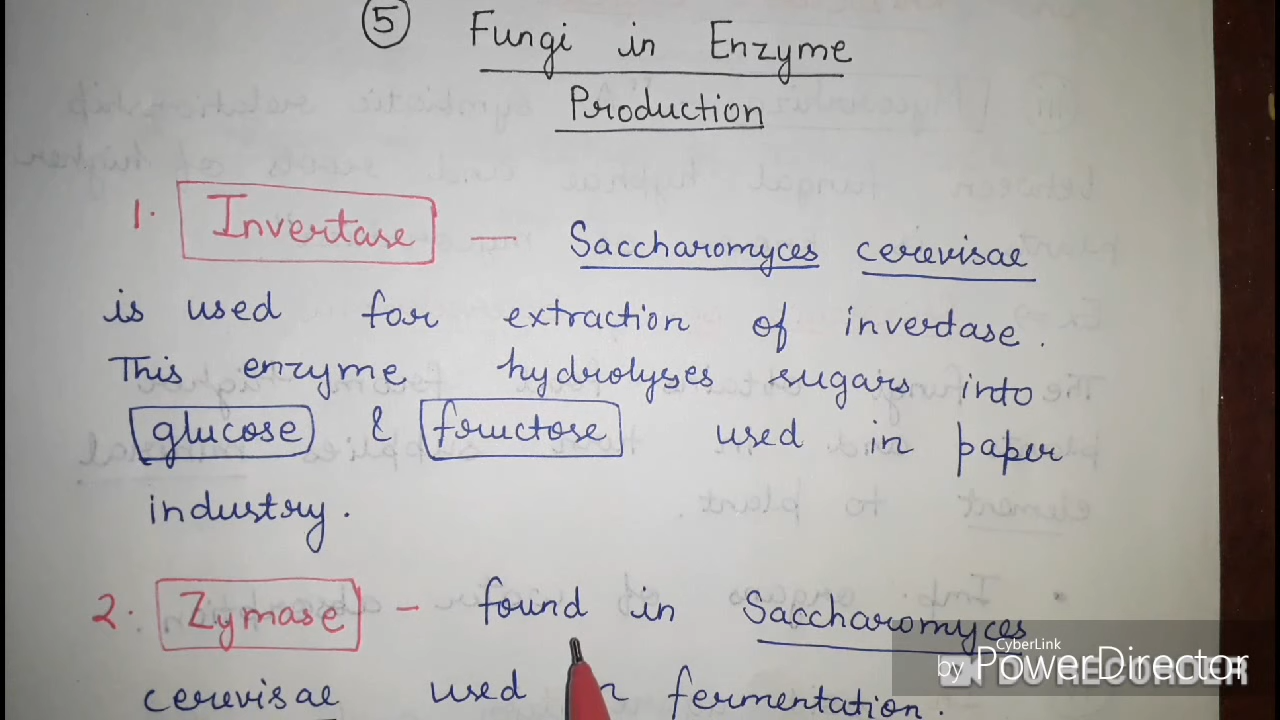 ⑤ Fungi in Enzyme
Production
1. Invertase — Saccharomyces cerevisae
is used for extraction of invertase.
This enzyme hydrolyses sugars into
glucose & fructose used in paper
industry.
2. Zymase – found in Saccharomyces
cerevisae used fermentation.
CyberLink
by PowerDirector